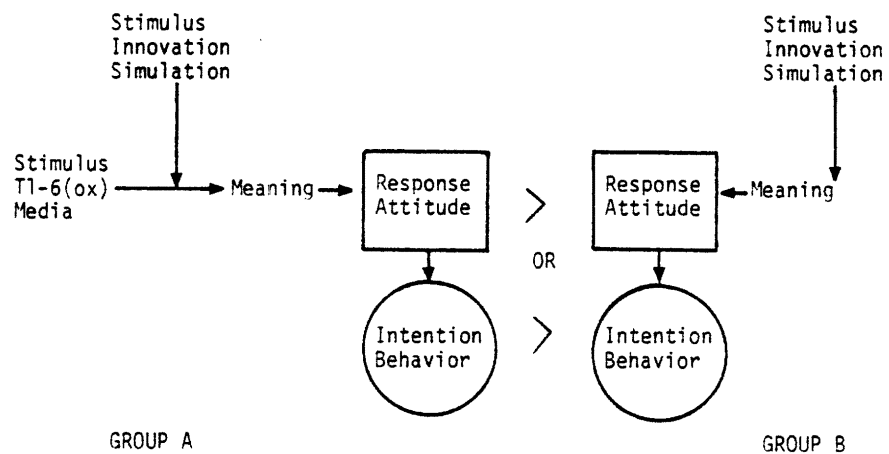 Stimulus
Innovation
Simulation
Stimulus
Innovation
Simulation
Stimulus
T1-6(ox)
Media
Meaning
Response
Attitude
>
Response
Attitude
Meaning
OR
Intention
Behavior
>
Intention
Behavior
GROUP A
GROUP B